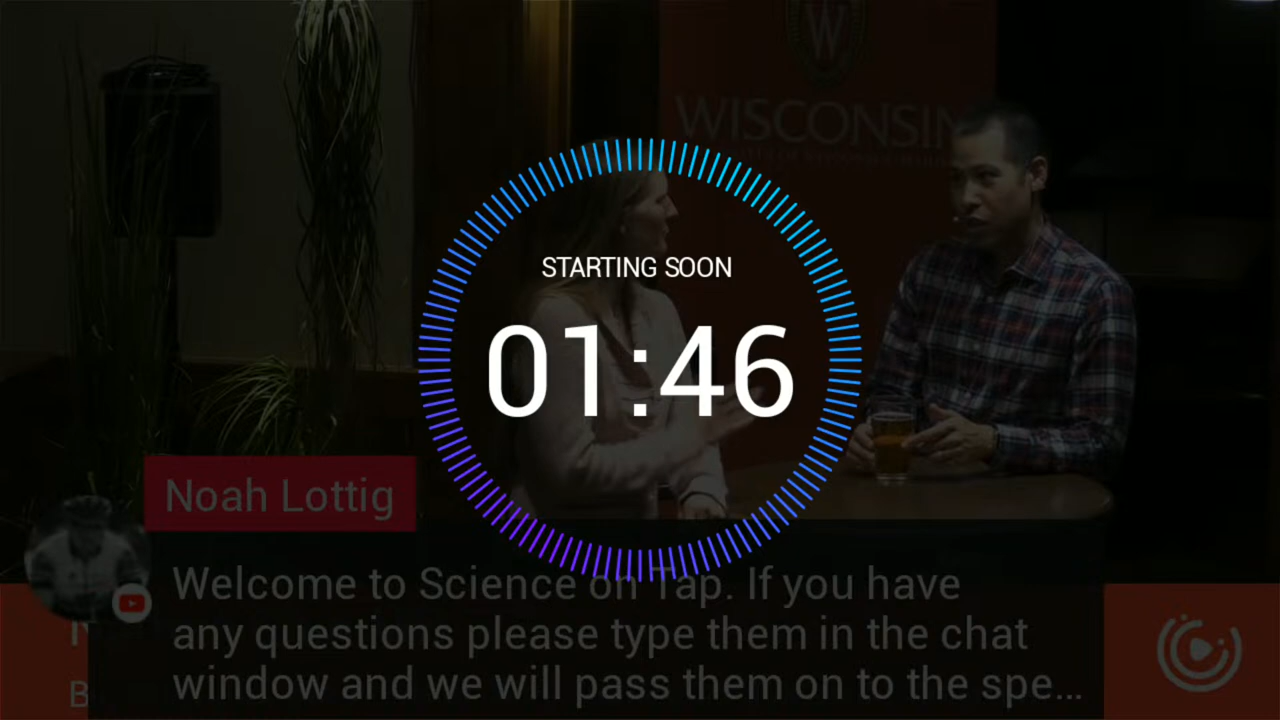 W
WISCONSIN
STARTING SOON
01:46
Noah Lottig
Welcome to Science on Tap. If you have
any questions please type them in the chat
window and we will pass them on to the spe...